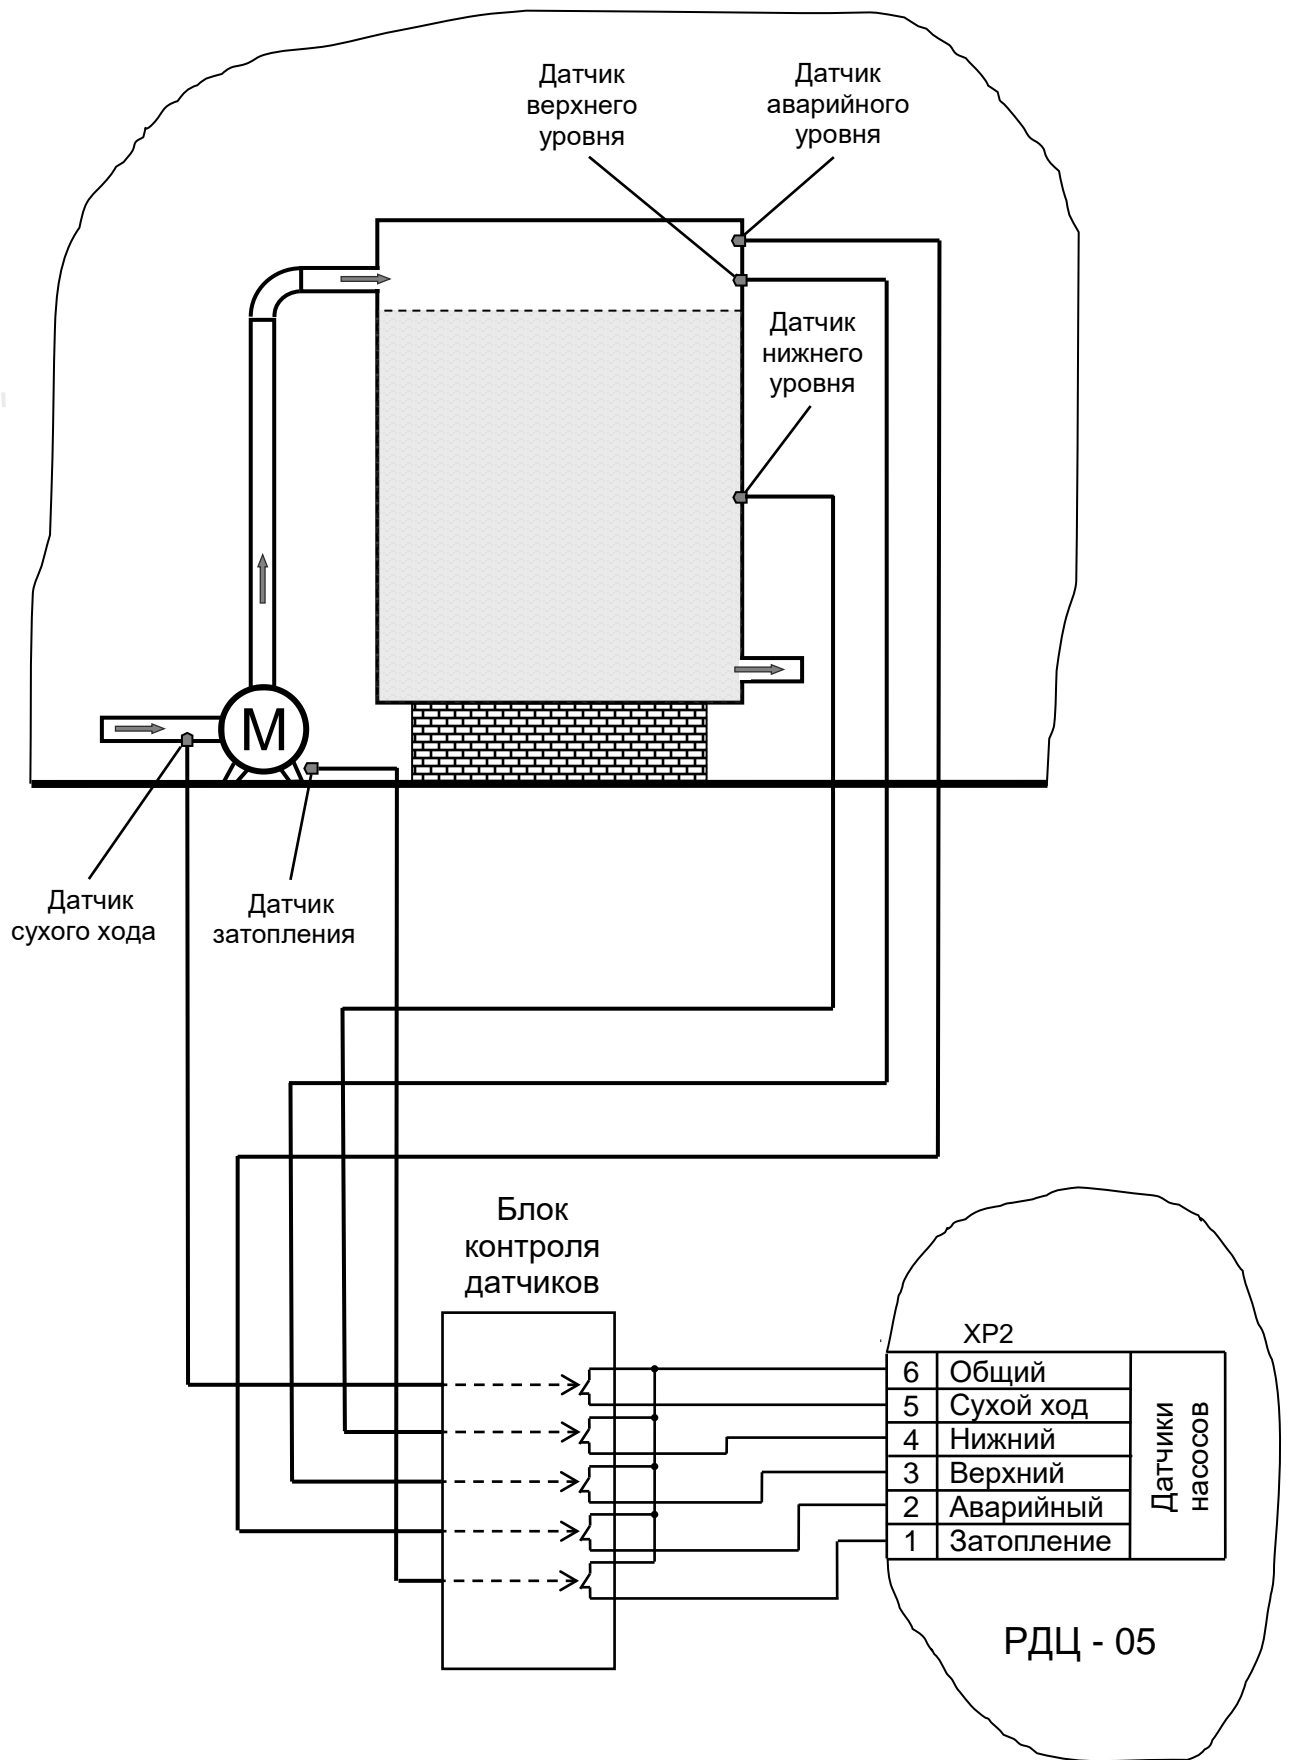 Датчик
верхнего
уровня
Датчик
аварийного
уровня
Датчик
нижнего
уровня
M
Датчик
сухого хода
Датчик
затопления
Блок
контроля
датчиков
ХР2
6 Общий
5 Сухой ход
4 Нижний
3 Верхний
2 Аварийный
1 Затопление
Датчики
насосов
РДЦ - 05